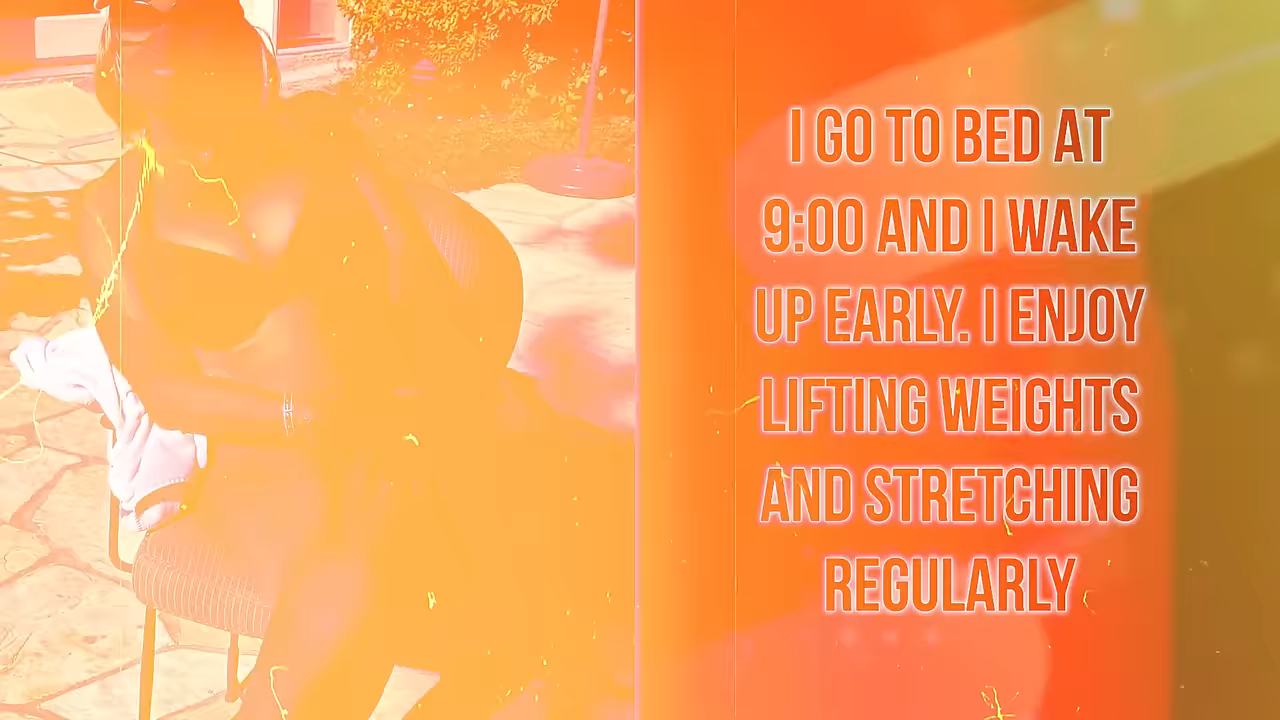 I GO TO BED AT
9:00 AND I WAKE
UP EARLY. I ENJOY
LIFTING WEIGHTS
AND STRETCHING
REGULARLY